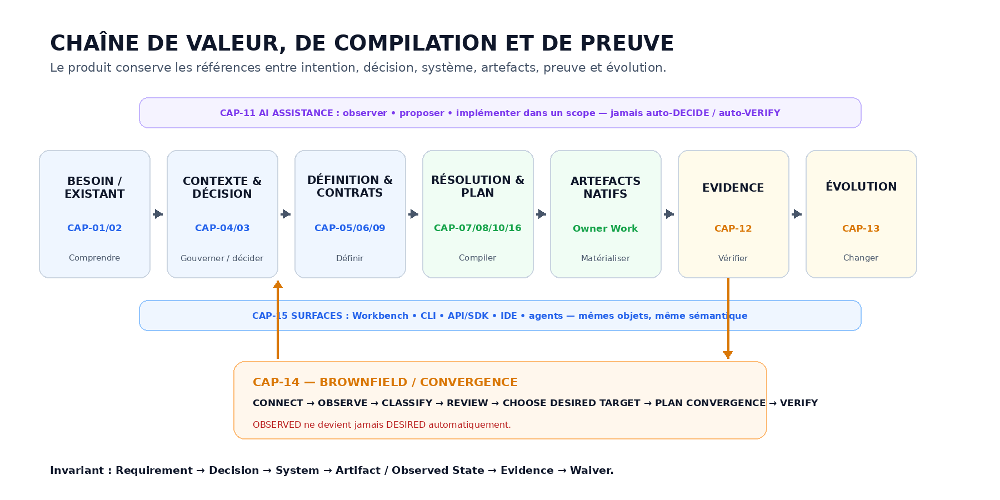 CHAÎNE DE VALEUR, DE COMPILATION ET DE PREUVE
Le produit conserve les références entre intention, décision, système, artefacts, preuve et évolution.
CAP-11 AI ASSISTANCE : observer • proposer • implémenter dans un scope — jamais auto-DECIDE / auto-VERIFY
BESOIN /
EXISTANT
CAP-01/02
Comprendre
CONTEXTE &
DÉCISION
CAP-04/03
Gouverner / décider
DÉFINITION &
CONTRATS
CAP-05/06/09
Définir
RÉSOLUTION &
PLAN
CAP-07/08/10/16
Compiler
ARTEFACTS
NATIFS
Owner Work
Matérialiser
EVIDENCE
CAP-12
Vérifier
ÉVOLUTION
CAP-13
Changer
CAP-15 SURFACES : Workbench • CLI • API/SDK • IDE • agents — mêmes objets, même sémantique
CAP-14 — BROWNFIELD / CONVERGENCE
CONNECT → OBSERVE → CLASSIFY → REVIEW → CHOOSE DESIRED TARGET → PLAN CONVERGENCE → VERIFY
OBSERVED ne devient jamais DESIRED automatiquement.
Invariant : Requirement → Decision → System → Artifact / Observed State → Evidence → Waiver.